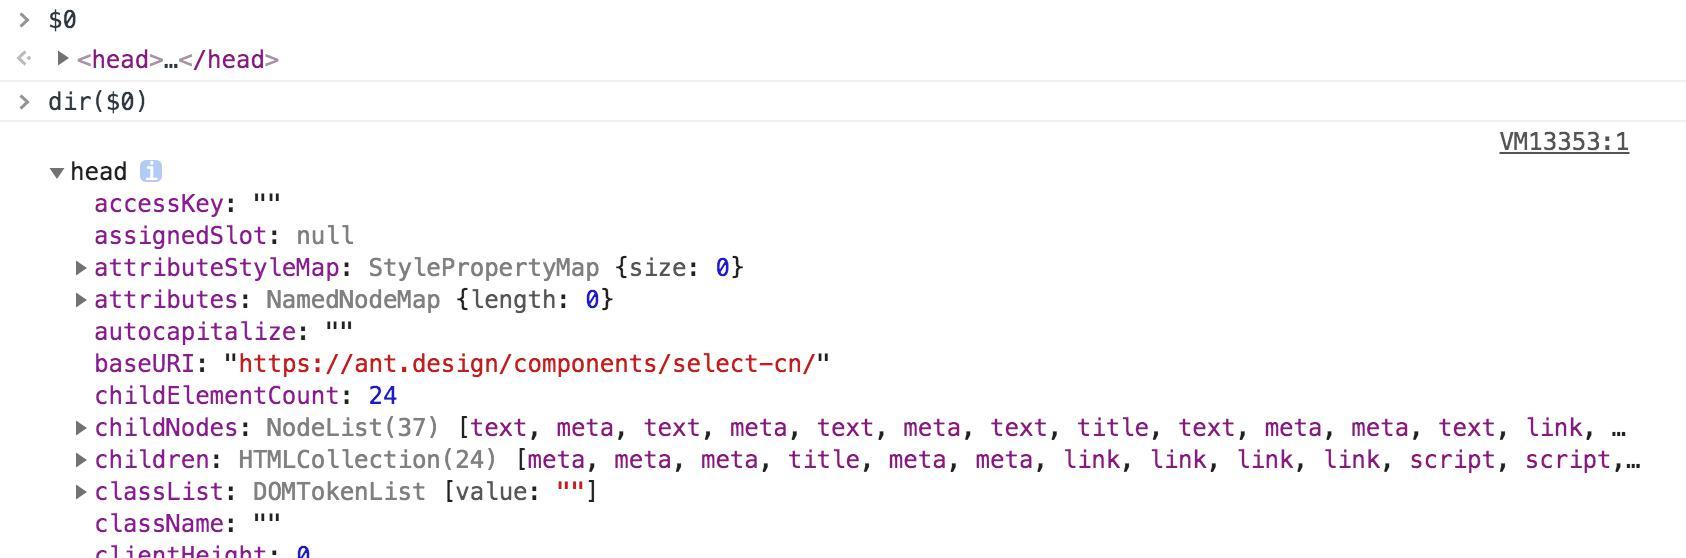 > $0
<head>…</head>
> dir($0)
VM13353:1
head i
accessKey: ""
assignedSlot: null
attributeStyleMap: StylePropertyMap {size: 0}
attributes: NamedNodeMap {length: 0}
autocapitalize: ""
baseURI: "https://ant.design/components/select-cn/"
childElementCount: 24
childNodes: NodeList(37) [text, meta, text, meta, text, meta, text, title, text, meta, meta, text, link, …
children: HTMLCollection(24) [meta, meta, meta, title, meta, meta, link, link, link, link, script, script,…
classList: DOMTokenList [value: ""]
className: ""
clientHeight: 0